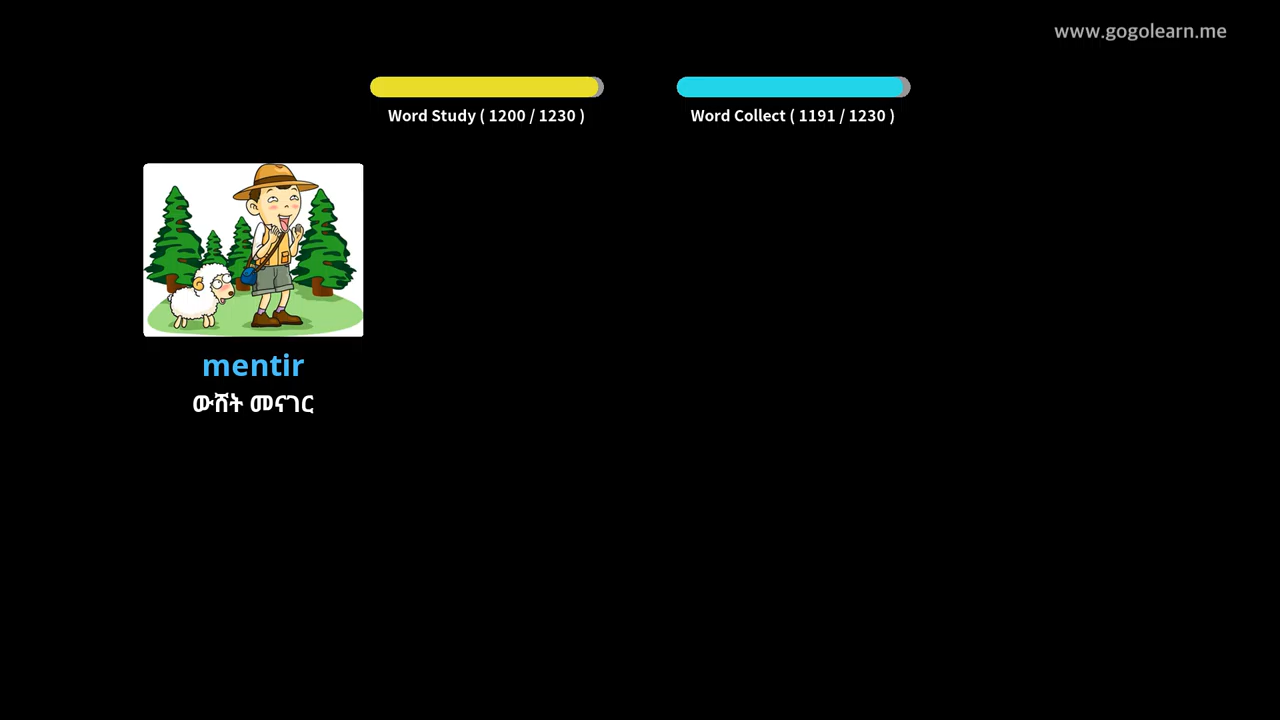 www.gogolearn.me
Word Study ( 1200 / 1230 )
Word Collect ( 1191 / 1230 )
mentir
ውሸት መናገር